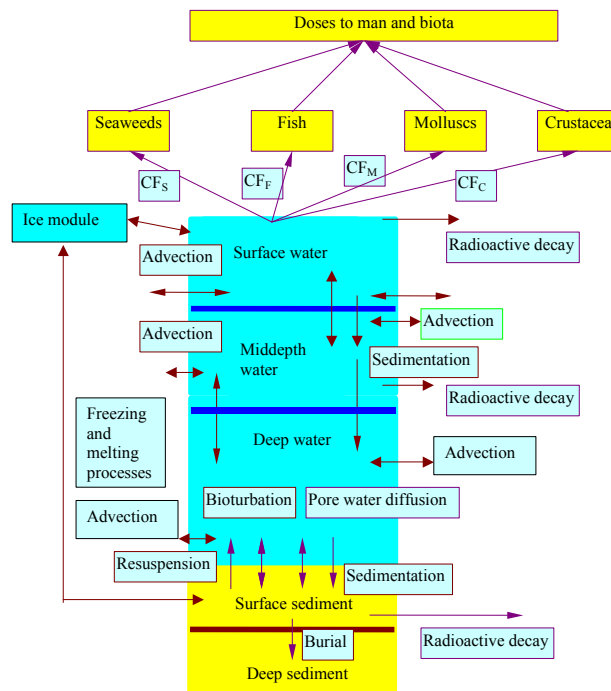 Doses to man and biota
Seaweeds
Fish
Molluscs
Crustacea
CFS
CFF
CFM
CFC
Ice module
Surface water
Radioactive decay
Advection
Advection
Advection
Middepth
water
Sedimentation
Radioactive decay
Freezing
and
melting
processes
Deep water
Advection
Bioturbation
Pore water diffusion
Advection
Resuspension
Sedimentation
Surface sediment
Burial
Radioactive decay
Deep sediment